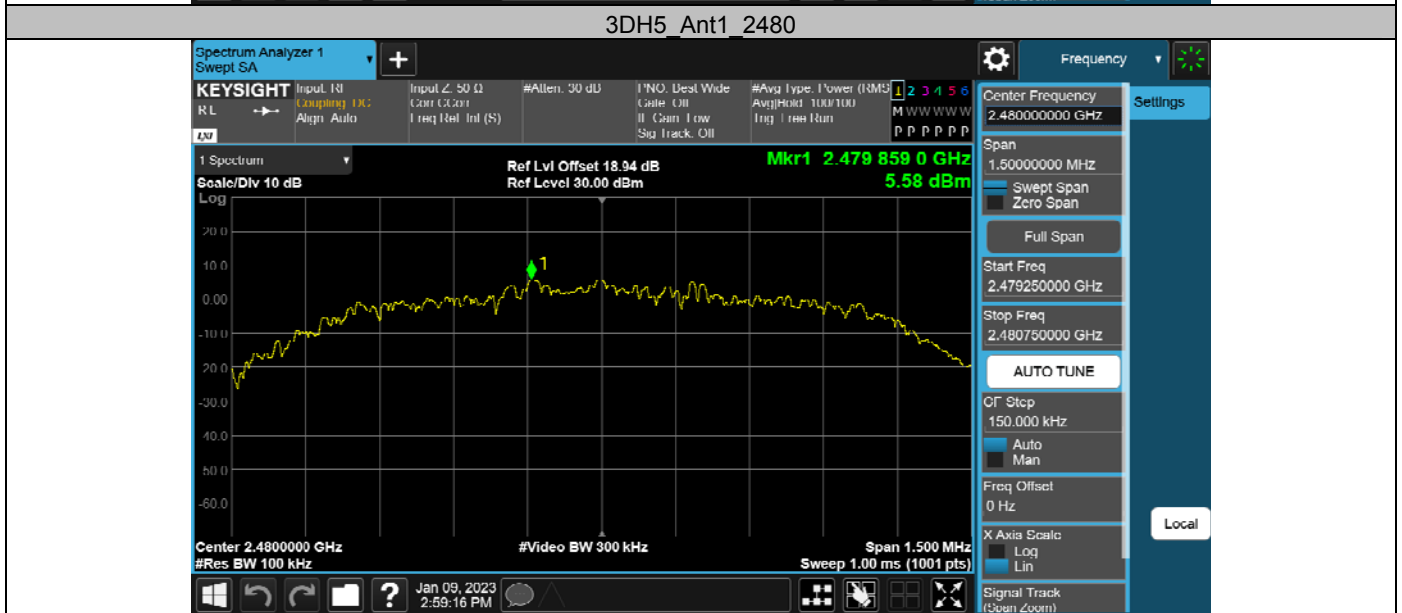 3DH5_Ant1_2480
Spectrum Analyzer 1
Swept SA
Frequency
KEYSIGHT
RL
Input: RF
Coupling: DC
Align: Auto
Input Z: 50 Ω
Corr CCorr
Freq Ref: Int (S)
#Atten: 30 dB
PNO: Best Wide
Gate: Off
IF Gain: Low
Sig Track: Off
#Avg Type: Power (RMS
Avg|Hold: 100/100
Trig: Free Run
1 2 3 4 5 6
M W W W W W
P P P P P P
LXI
1 Spectrum
Scale/Div 10 dB
Log
Ref Lvl Offset 18.94 dB
Ref Level 30.00 dBm
Mkr1 2.479 859 0 GHz
5.58 dBm
20.0
10.0
0.00
-10.0
-20.0
-30.0
-40.0
-50.0
-60.0
1
Center 2.4800000 GHz
#Res BW 100 kHz
#Video BW 300 kHz
Span 1.500 MHz
Sweep 1.00 ms (1001 pts)
Jan 09, 2023
2:59:16 PM
Center Frequency
2.480000000 GHz
Settings
Span
1.50000000 MHz
Swept Span
Zero Span
Full Span
Start Freq
2.479250000 GHz
Stop Freq
2.480750000 GHz
AUTO TUNE
CF Step
150.000 kHz
Auto
Man
Freq Offset
0 Hz
X Axis Scale
Log
Lin
Local
Signal Track
(Span Zoom)